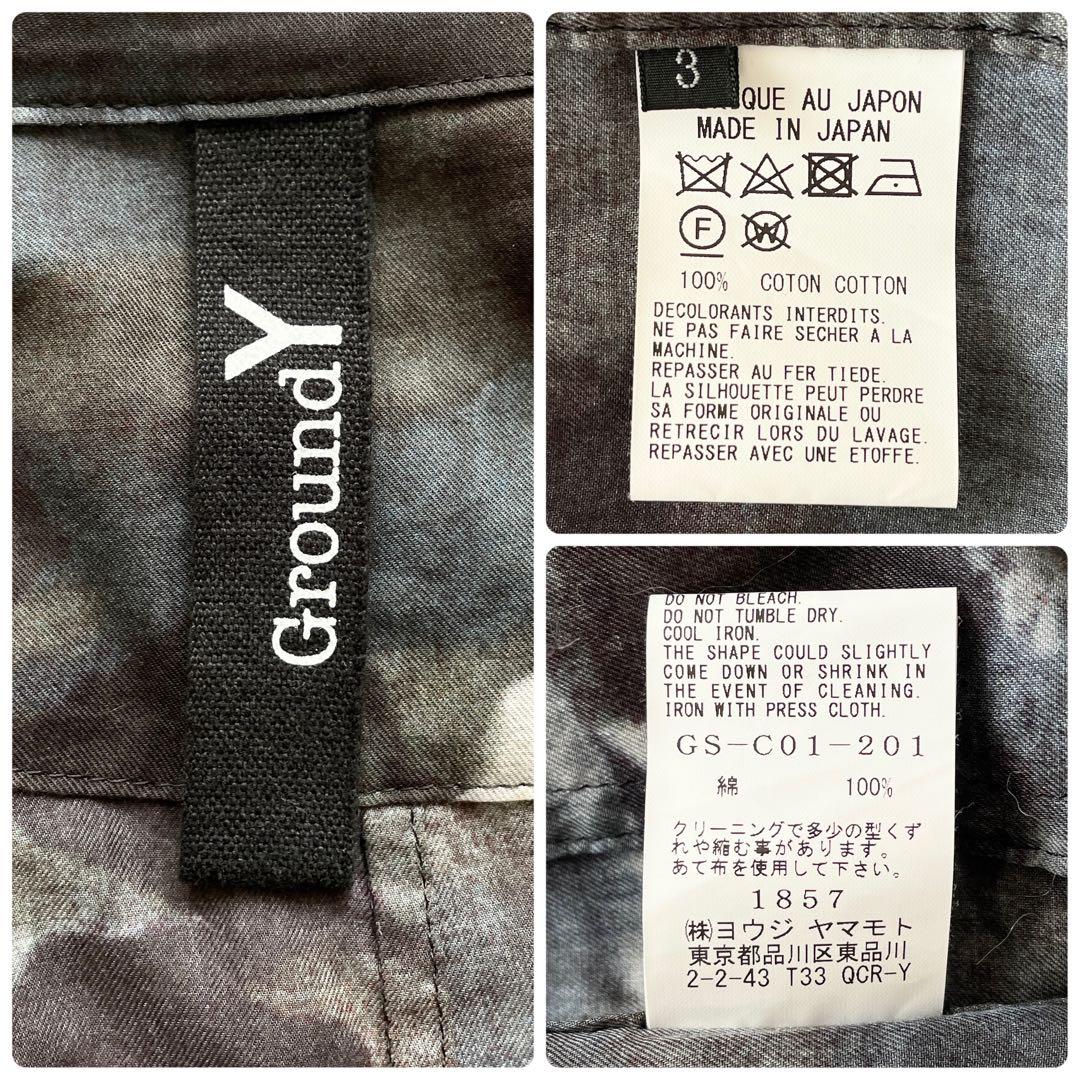 GroundY
3
QUE AU JAPON
MADE IN JAPAN
F
W
100% COTON COTTON
DECOLORANTS INTERDITS.
NE PAS FAIRE SECHER A LA
MACHINE.
REPASSER AU FER TIEDE.
LA SILHOUETTE PEUT PERDRE
SA FORME ORIGINALE OU
RETRECIR LORS DU LAVAGE.
REPASSER AVEC UNE ETOFFE.
DO NOT BLEACH.
DO NOT TUMBLE DRY.
COOL IRON.
THE SHAPE COULD SLIGHTLY
COME DOWN OR SHRINK IN
THE EVENT OF CLEANING.
IRON WITH PRESS CLOTH.
GS-C01-201
綿 100%
クリーニングで多少の型くず
れや縮む事があります。
あて布を使用して下さい。
1857
㈱ヨウジ ヤマモト
東京都品川区東品川
2-2-43 T33 QCR-Y